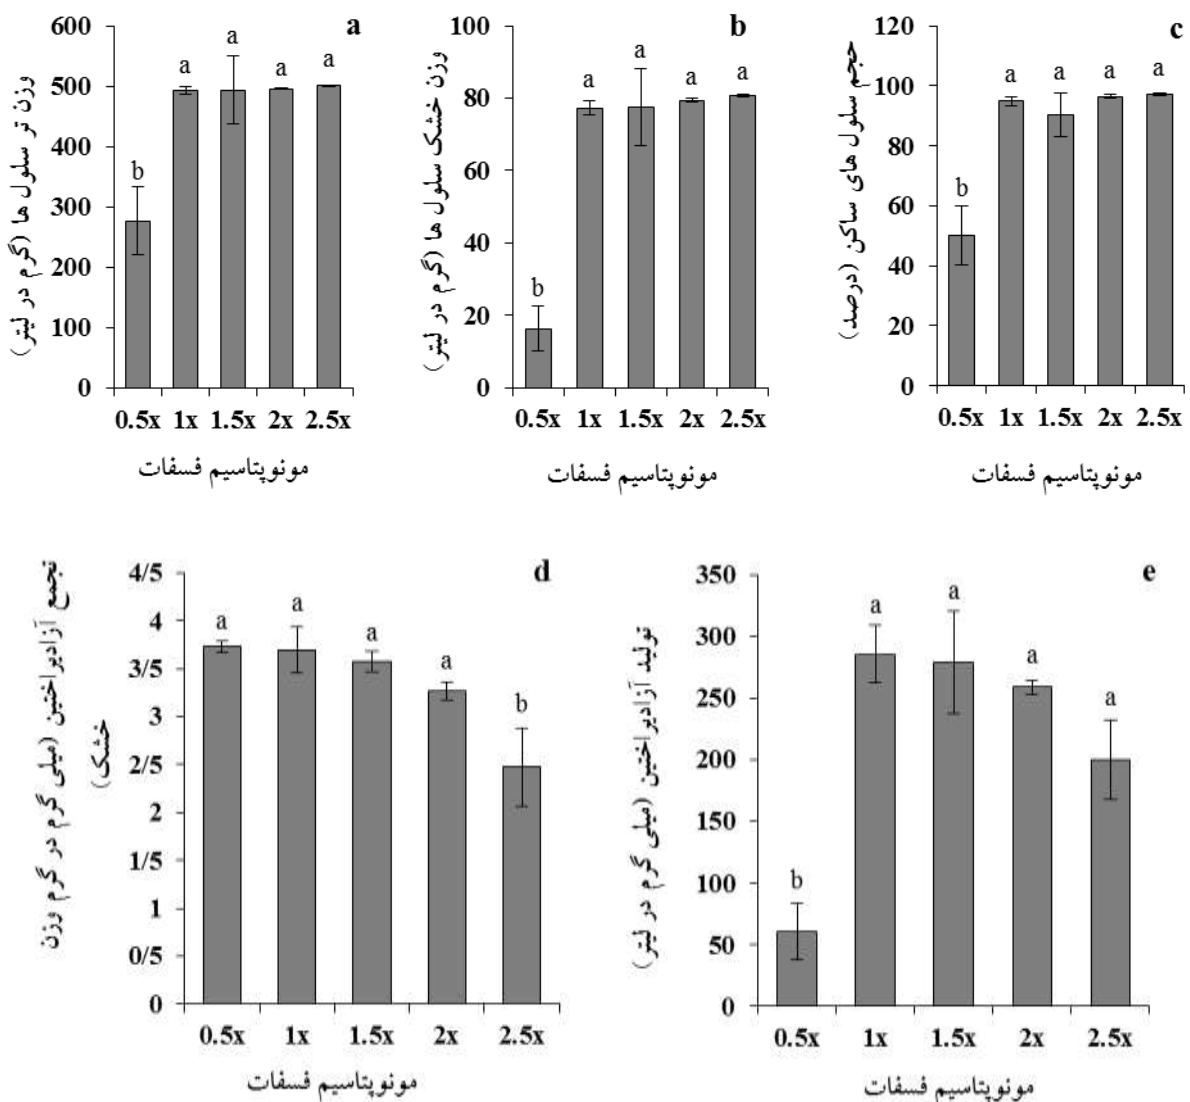 a
وزن تر سلول ها (گرم در لیتر)
600
500
400
300
200
100
0
b
a
a
a
a
0.5x 1x 1.5x 2x 2.5x
مونوپتاسیم فسفات
b
وزن خشک سلول ها (گرم در لیتر)
100
80
60
40
20
0
b
a
a
a
a
0.5x 1x 1.5x 2x 2.5x
مونوپتاسیم فسفات
c
حجم سلول های ساکن (درصد)
120
100
80
60
40
20
0
b
a
a
a
a
0.5x 1x 1.5x 2x 2.5x
مونوپتاسیم فسفات
d
تجمع آزادیراختین (میلی گرم در گرم وزن
خشک)
4/5
4
3/5
3
2/5
2
1/5
1
0/5
0
a
a
a
a
b
0.5x 1x 1.5x 2x 2.5x
مونوپتاسیم فسفات
e
تولید آزادیراختین (میلی گرم در لیتر)
350
300
250
200
150
100
50
0
b
a
a
a
a
0.5x 1x 1.5x 2x 2.5x
مونوپتاسیم فسفات